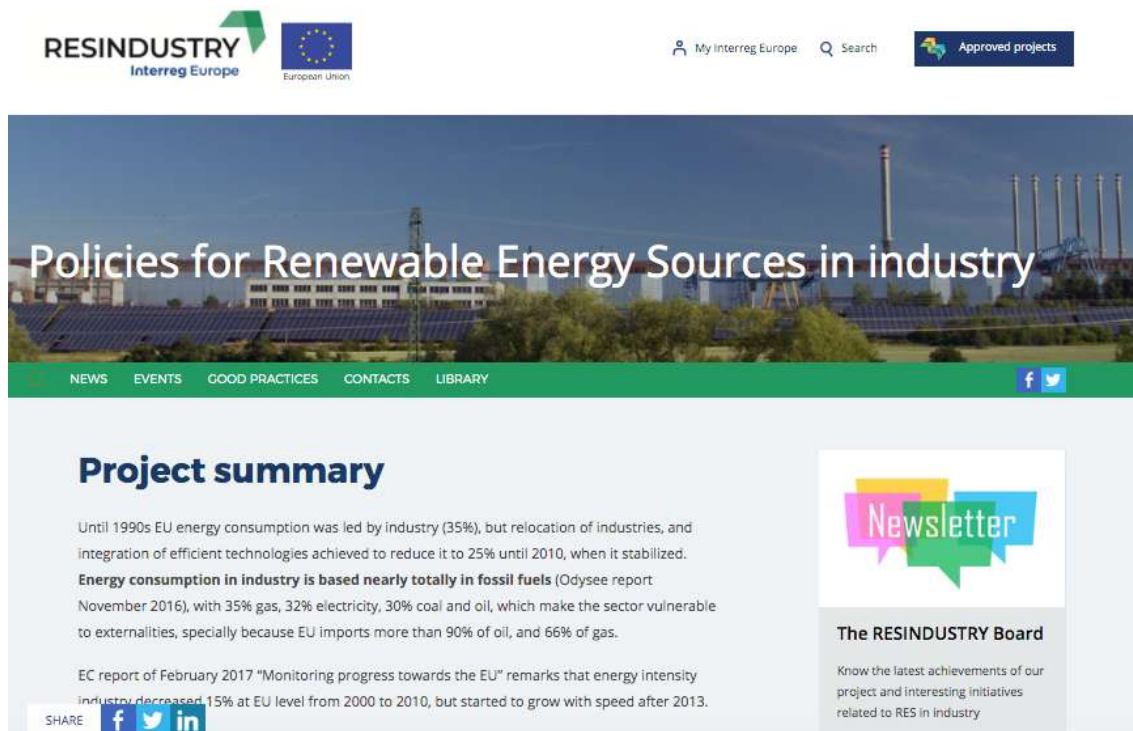 RESINDUSTRY
Interreg Europe
European Union
My Interreg Europe
Search
Approved projects
Policies for Renewable Energy Sources in industry
NEWS EVENTS GOOD PRACTICES CONTACTS LIBRARY
Project summary
Until 1990s EU energy consumption was led by industry (35%), but relocation of industries, and
integration of efficient technologies achieved to reduce it to 25% until 2010, when it stabilized.
Energy consumption in industry is based nearly totally in fossil fuels (Odysee report
November 2016), with 35% gas, 32% electricity, 30% coal and oil, which make the sector vulnerable
to externalities, specially because EU imports more than 90% of oil, and 66% of gas.
EC report of February 2017 “Monitoring progress towards the EU” remarks that energy intensity
industry decreased 15% at EU level from 2000 to 2010, but started to grow with speed after 2013.
Newsletter
The RESINDUSTRY Board
Know the latest achievements of our
project and interesting initiatives
related to RES in industry
SHARE